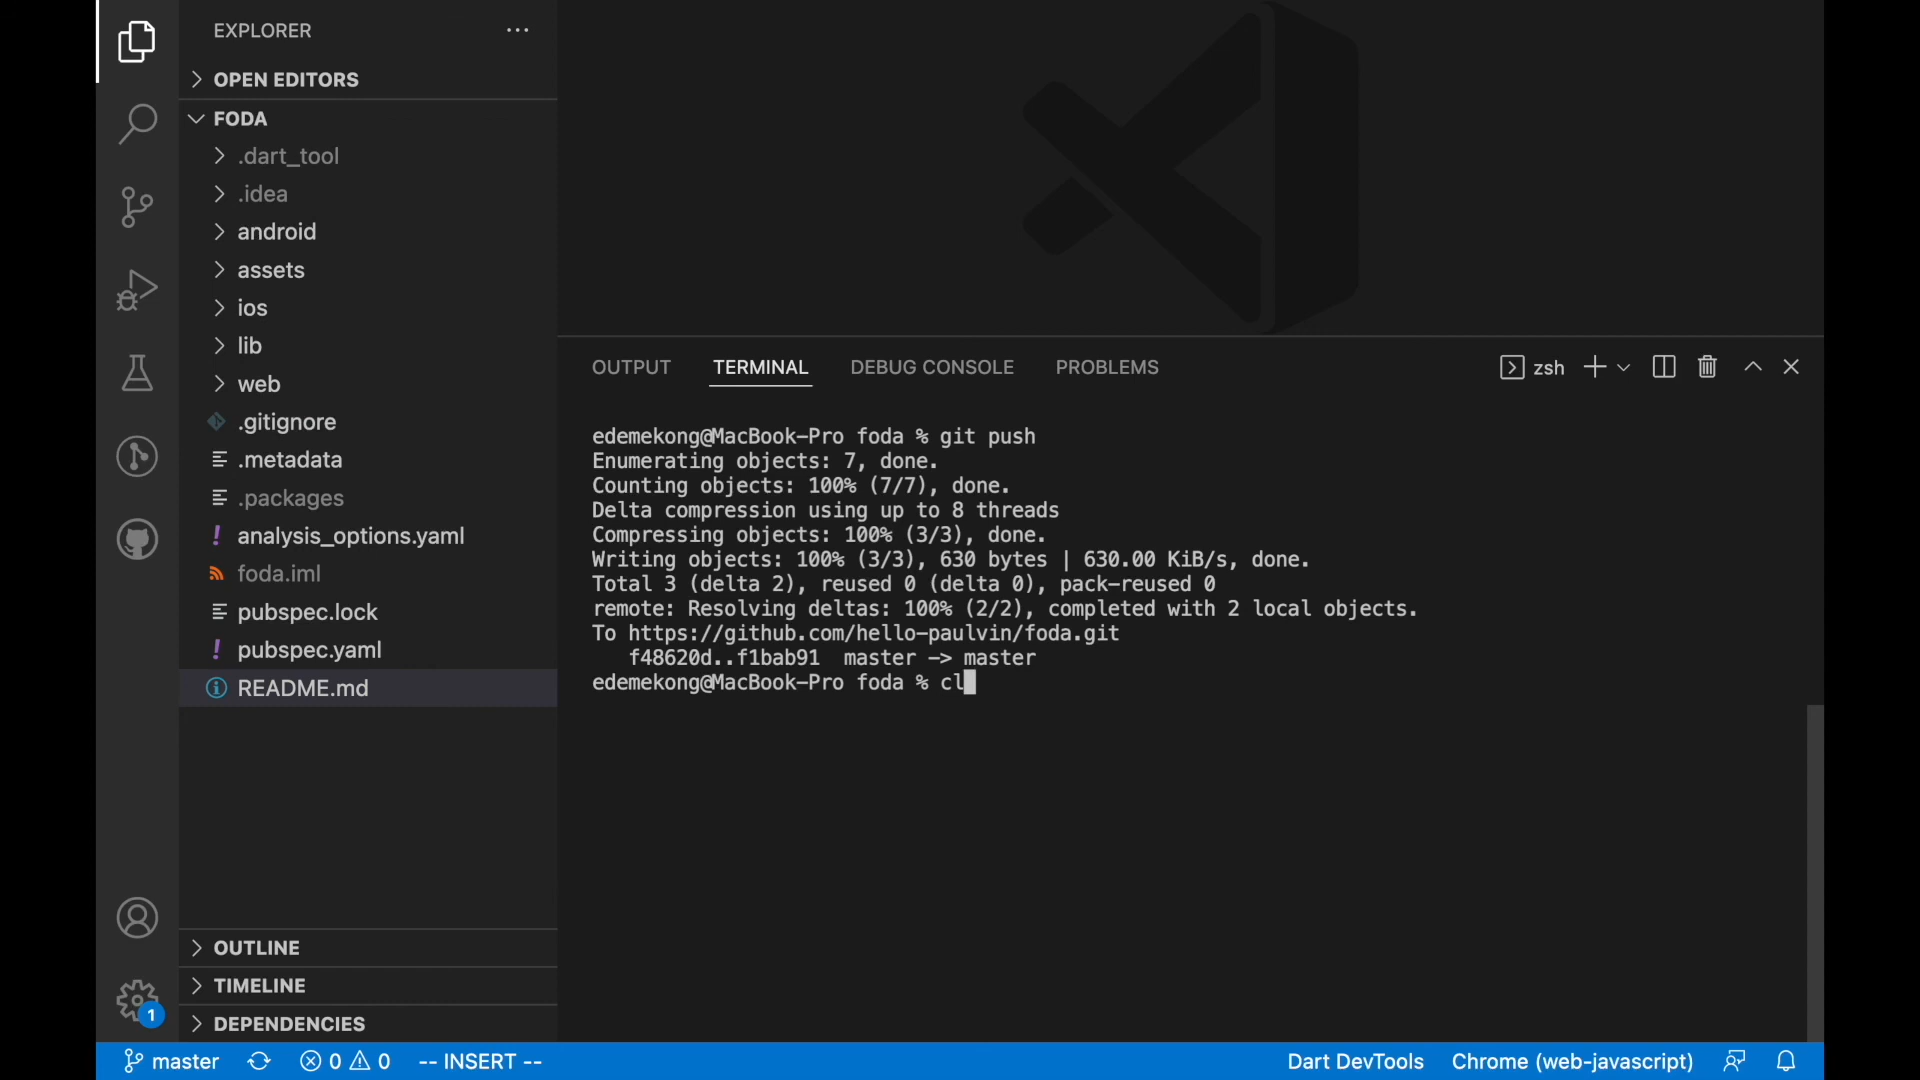 EXPLORER
OPEN EDITORS
FODA
.dart_tool
.idea
android
assets
ios
lib
web
.gitignore
.metadata
.packages
analysis_options.yaml
foda.iml
pubspec.lock
pubspec.yaml
README.md
OUTLINE
TIMELINE
DEPENDENCIES
1
OUTPUT TERMINAL DEBUG CONSOLE PROBLEMS zsh
edemekong@MacBook-Pro foda % git push
Enumerating objects: 7, done.
Counting objects: 100% (7/7), done.
Delta compression using up to 8 threads
Compressing objects: 100% (3/3), done.
Writing objects: 100% (3/3), 630 bytes | 630.00 KiB/s, done.
Total 3 (delta 2), reused 0 (delta 0), pack-reused 0
remote: Resolving deltas: 100% (2/2), completed with 2 local objects.
To https://github.com/hello-paulvin/foda.git
f48620d..f1bab91 master -> master
edemekong@MacBook-Pro foda % cl
master 0 0 -- INSERT -- Dart DevTools Chrome (web-javascript)